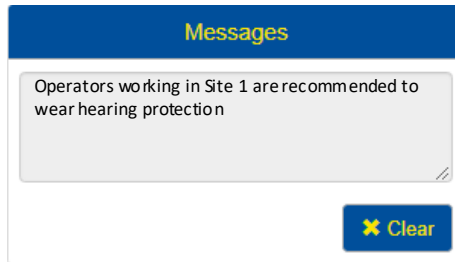 Messages
Operators working in Site 1 are recommended to
wear hearing protection
✖ Clear